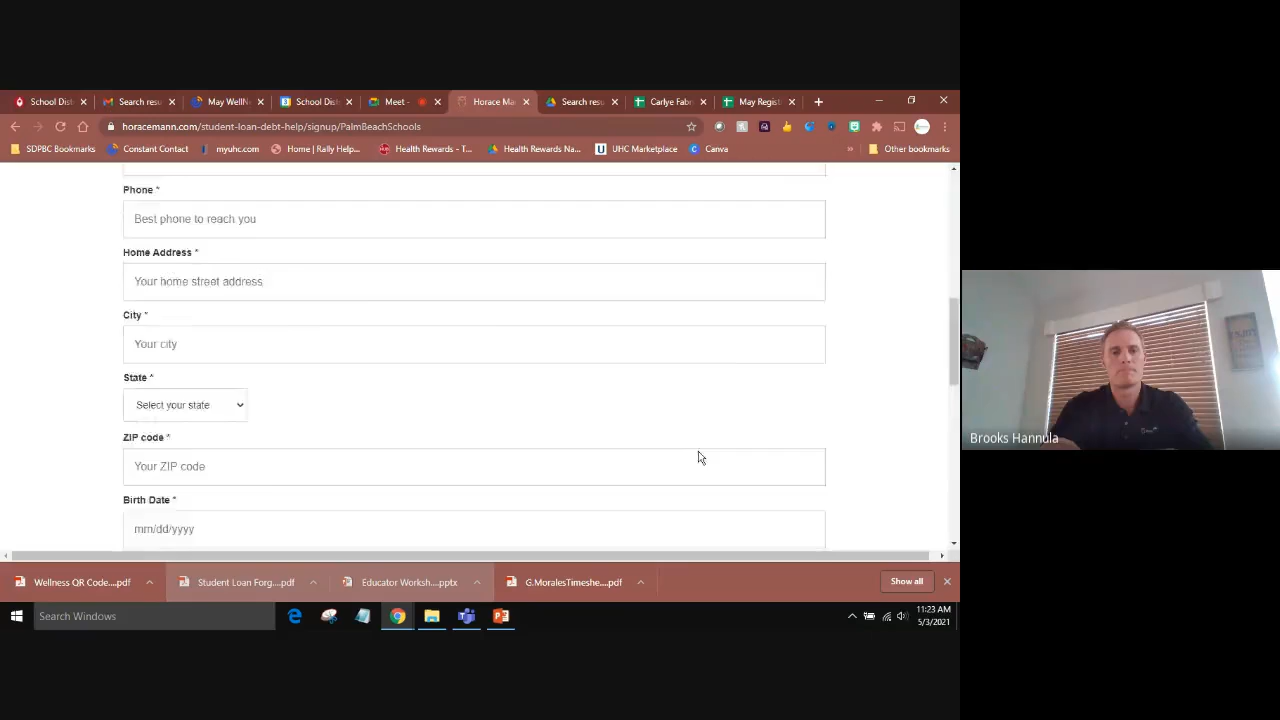 School Dist
Search resu
May WellN
School Dist
Meet -
Horace Ma
Search resu
Carlye Fabri
May Regist
horacemann.com/student-loan-debt-help/signup/PalmBeachSchools
SDPBC Bookmarks
Constant Contact
myuhc.com
Home | Rally Help...
Health Rewards - T...
Health Rewards Na...
UHC Marketplace
Canva
»
Other bookmarks
Phone *
Best phone to reach you
Home Address *
Your home street address
City *
Your city
State *
Select your state
ZIP code *
Your ZIP code
Birth Date *
mm/dd/yyyy
Brooks Hannula
Wellness QR Code....pdf
Student Loan Forg....pdf
Educator Worksh....pptx
G.MoralesTimeshe....pdf
Show all
Search Windows
11:23 AM
5/3/2021